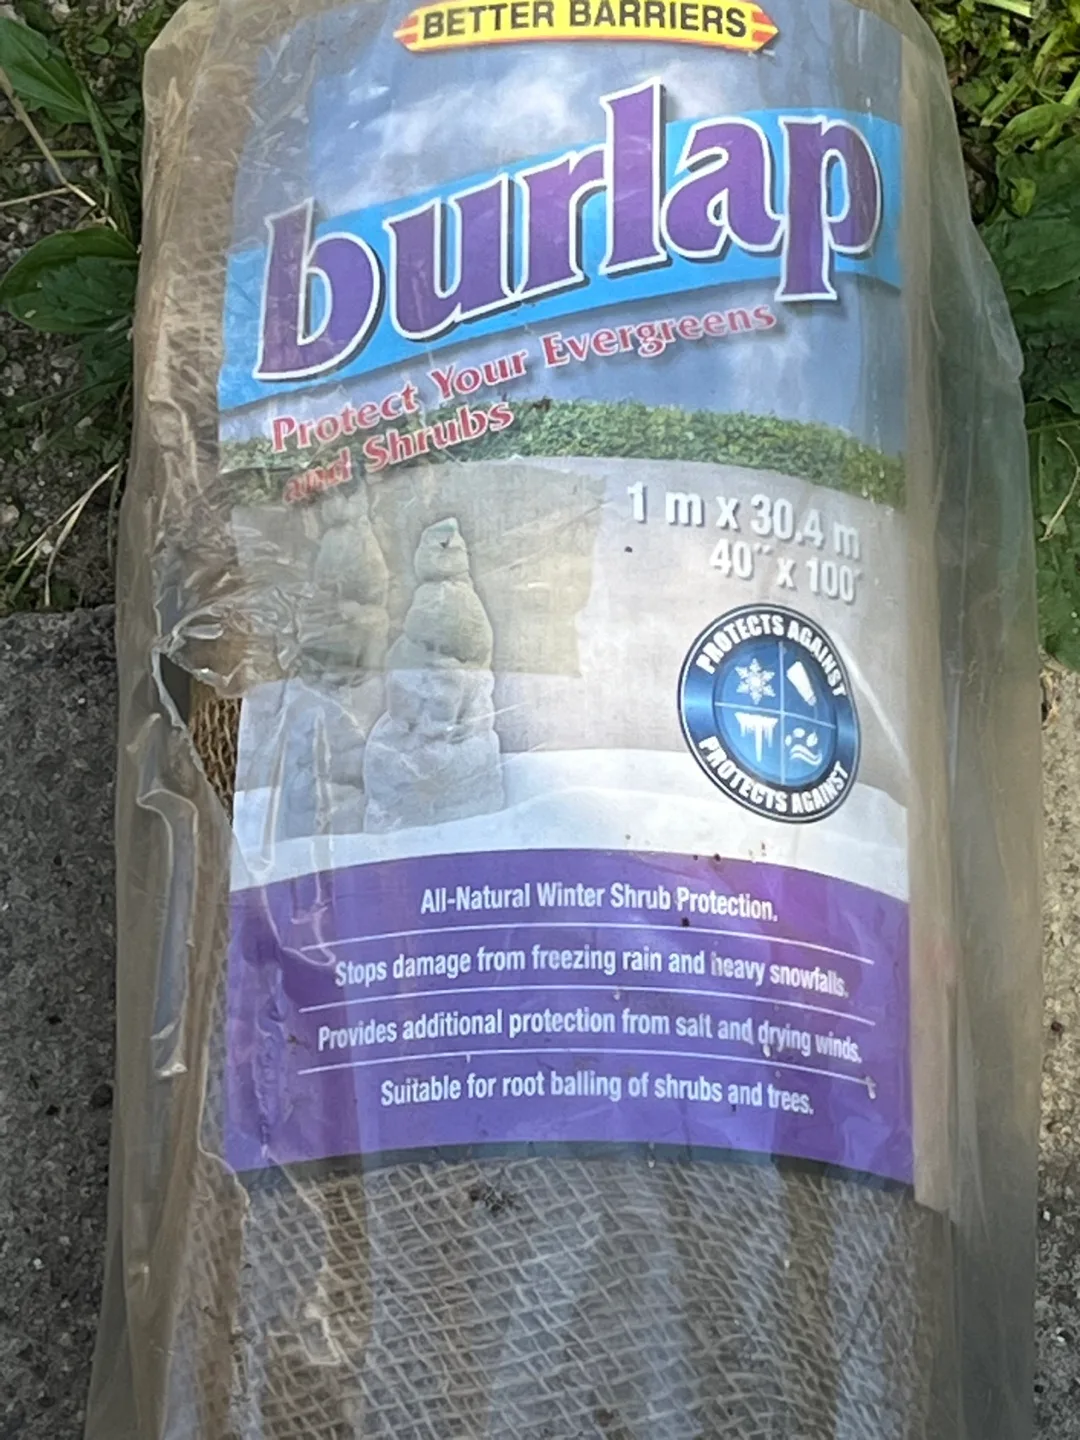 BETTER BARRIERS
burlap
Protect Your Evergreens
and Shrubs
1 m x 30.4 m
40" x 100'
PROTECTS AGAINST
PROTECTS AGAINST
All-Natural Winter Shrub Protection.
Stops damage from freezing rain and heavy snowfalls.
Provides additional protection from salt and drying winds.
Suitable for root balling of shrubs and trees.